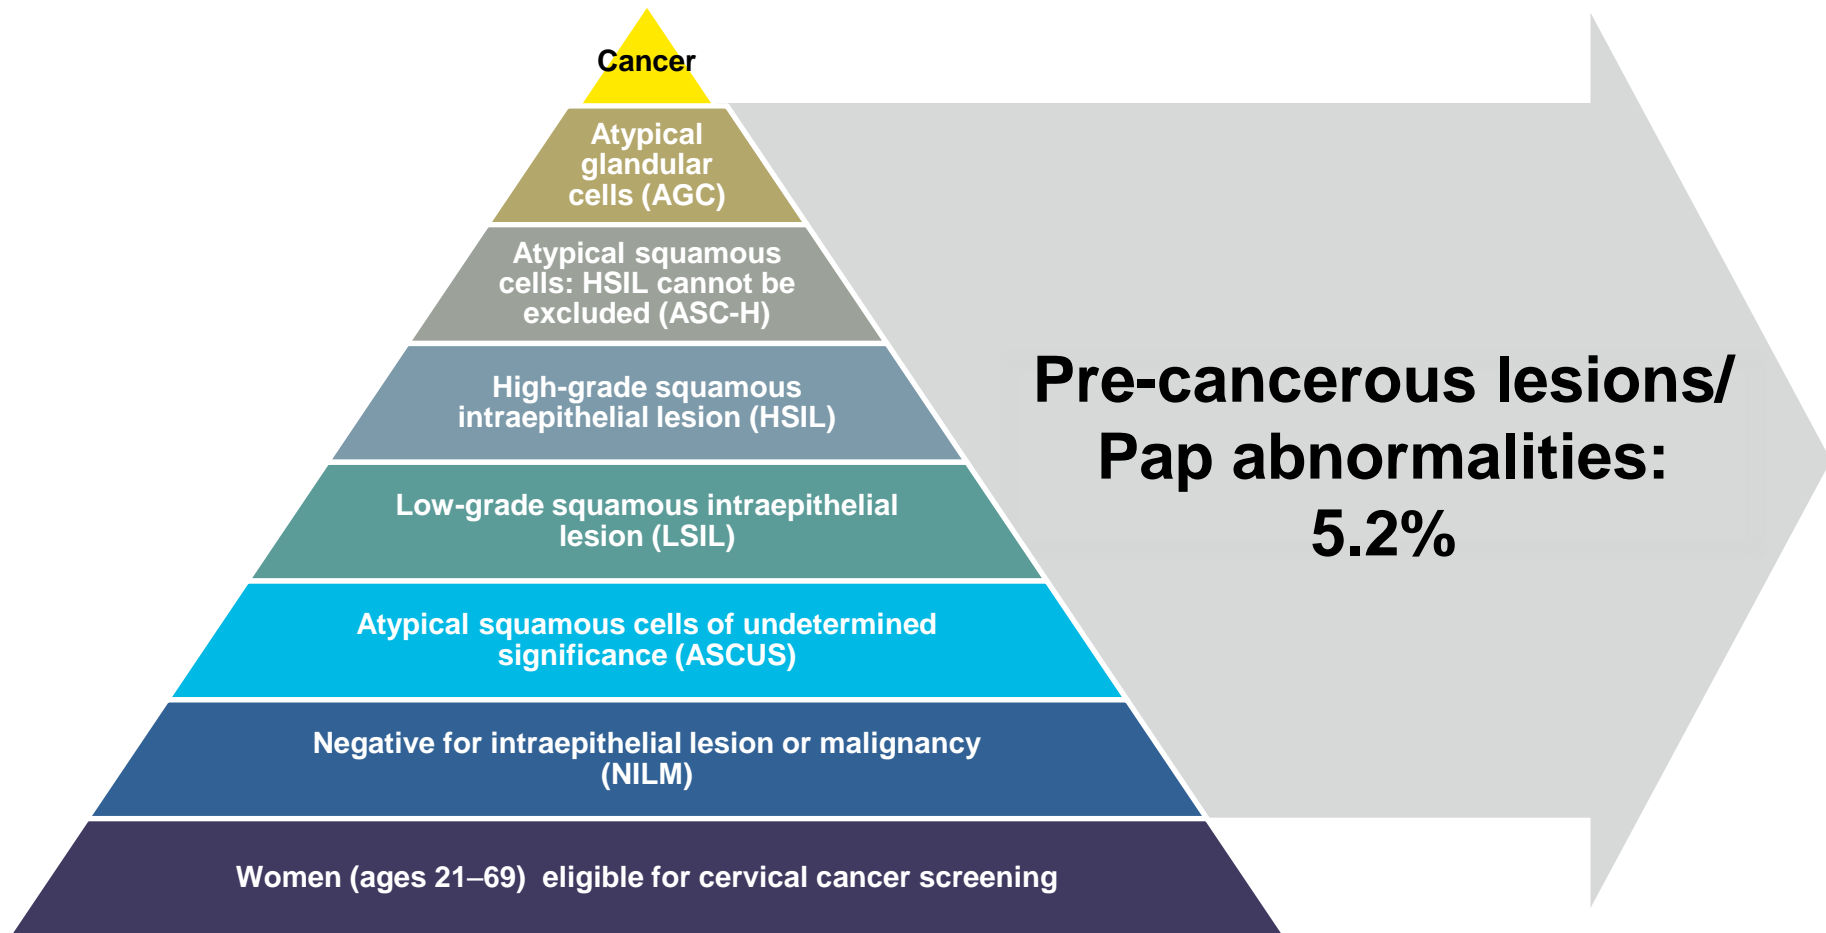 Cancer
Atypical
glandular
cells (AGC)
Atypical squamous
cells: HSIL cannot be
excluded (ASC-H)
High-grade squamous
intraepithelial lesion (HSIL)
Low-grade squamous intraepithelial
lesion (LSIL)
Atypical squamous cells of undetermined
significance (ASCUS)
Negative for intraepithelial lesion or malignancy
(NILM)
Women (ages 21–69) eligible for cervical cancer screening
Pre-cancerous lesions/
Pap abnormalities:
5.2%